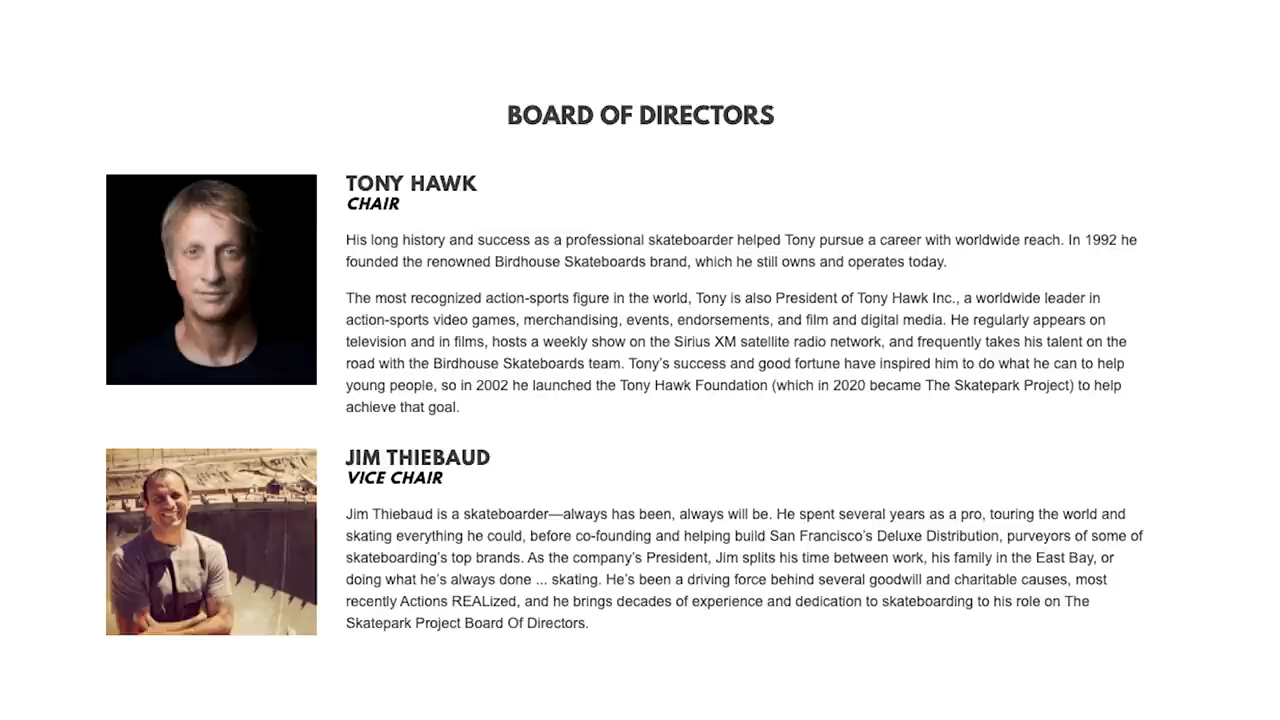 BOARD OF DIRECTORS
TONY HAWK
CHAIR
His long history and success as a professional skateboarder helped Tony pursue a career with worldwide reach. In 1992 he
founded the renowned Birdhouse Skateboards brand, which he still owns and operates today.
The most recognized action-sports figure in the world, Tony is also President of Tony Hawk Inc., a worldwide leader in
action-sports video games, merchandising, events, endorsements, and film and digital media. He regularly appears on
television and in films, hosts a weekly show on the Sirius XM satellite radio network, and frequently takes his talent on the
road with the Birdhouse Skateboards team. Tony’s success and good fortune have inspired him to do what he can to help
young people, so in 2002 he launched the Tony Hawk Foundation (which in 2020 became The Skatepark Project) to help
achieve that goal.
JIM THIEBAUD
VICE CHAIR
Jim Thiebaud is a skateboarder—always has been, always will be. He spent several years as a pro, touring the world and
skating everything he could, before co-founding and helping build San Francisco’s Deluxe Distribution, purveyors of some of
skateboarding’s top brands. As the company’s President, Jim splits his time between work, his family in the East Bay, or
doing what he’s always done ... skating. He’s been a driving force behind several goodwill and charitable causes, most
recently Actions REALized, and he brings decades of experience and dedication to skateboarding to his role on The
Skatepark Project Board Of Directors.